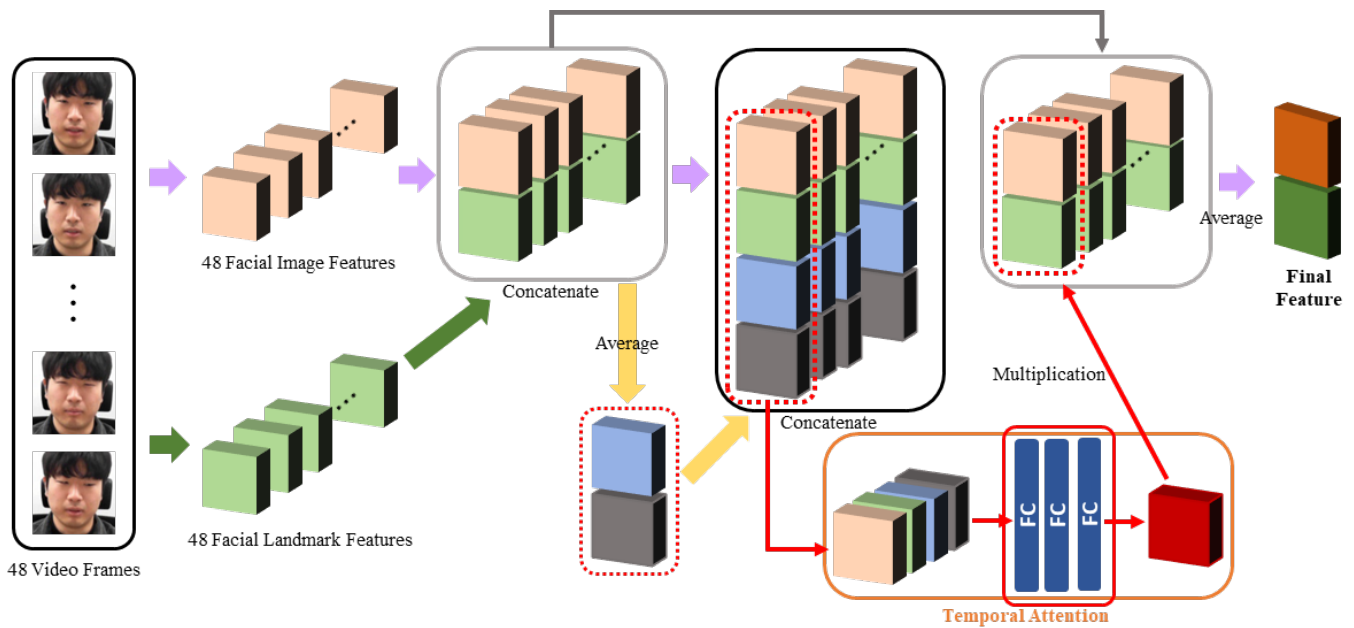 48 Facial Image Features
Concatenate
Average
48 Facial Landmark Features
48 Video Frames
Concatenate
FC
FC
FC
Temporal Attention
Multiplication
Average
Final
Feature